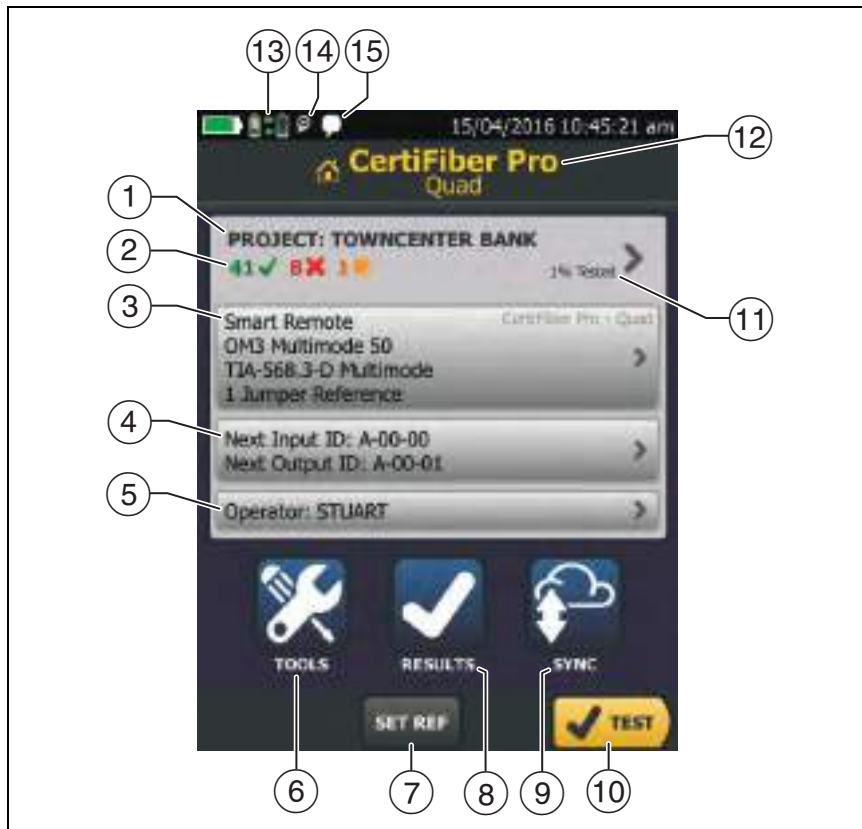 13 14 15
15/04/2016 10:45:21 am
CertiFiber Pro
12
Quad
1
PROJECT: TOWNCENTER BANK
2
41 8 1
1% Tested
11
3
Smart Remote
CertiFiber Pro - Quad
OM3 Multimode 50
TIA-568.3-D Multimode
1 Jumper Reference
4
Next Input ID: A-00-00
Next Output ID: A-00-01
5
Operator: STUART
TOOLS RESULTS SYNC
SET REF TEST
6 7 8 9 10